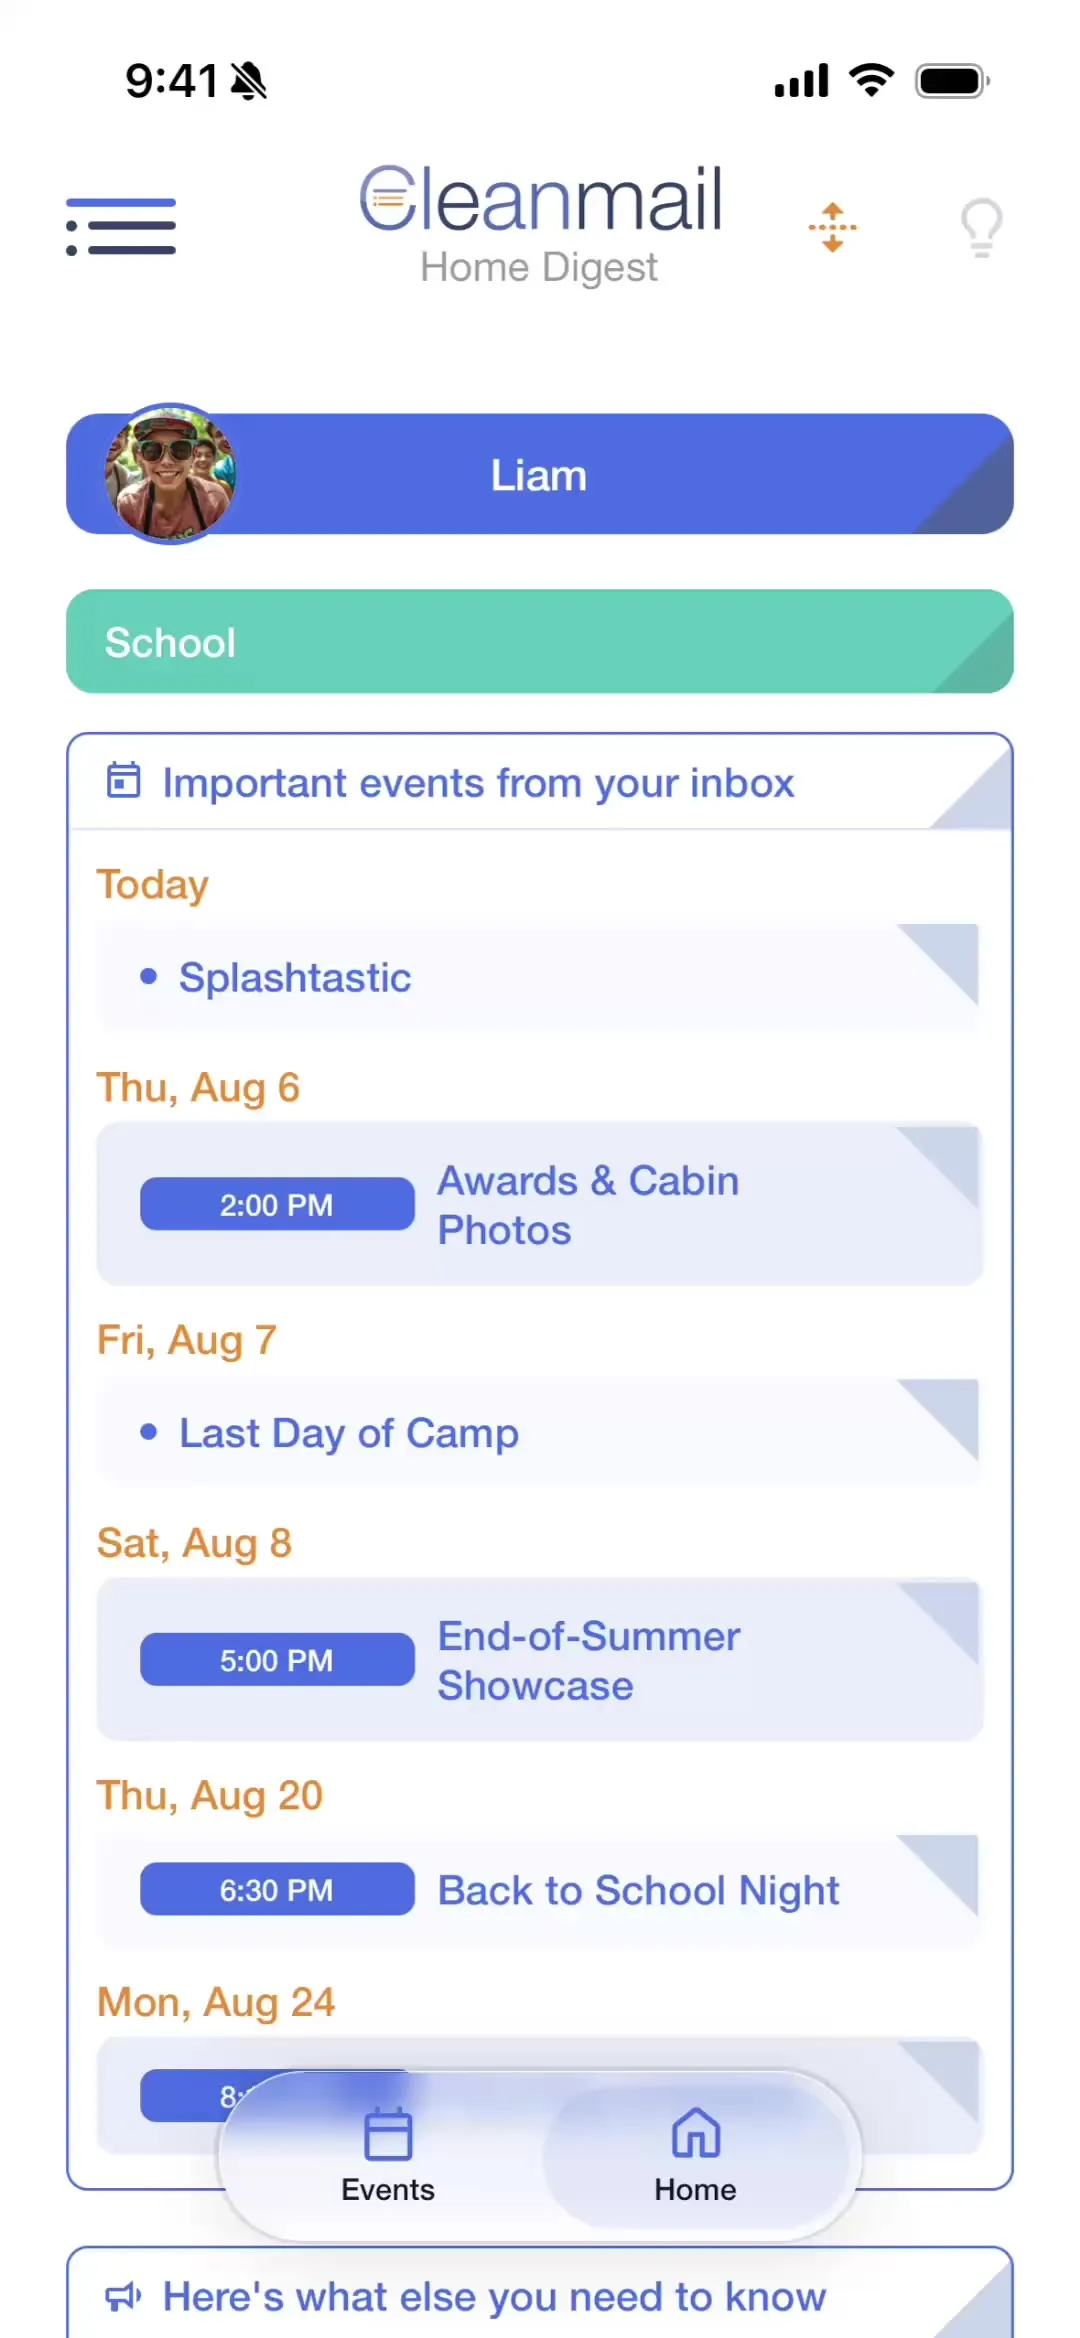 9:41
Cleanmail
Home Digest
Liam
School
Important events from your inbox
Today
• Splashtastic
Thu, Aug 6
2:00 PM
Awards & Cabin
Photos
Fri, Aug 7
• Last Day of Camp
Sat, Aug 8
5:00 PM
End-of-Summer
Showcase
Thu, Aug 20
6:30 PM
Back to School Night
Mon, Aug 24
Events
Home
Here's what else you need to know